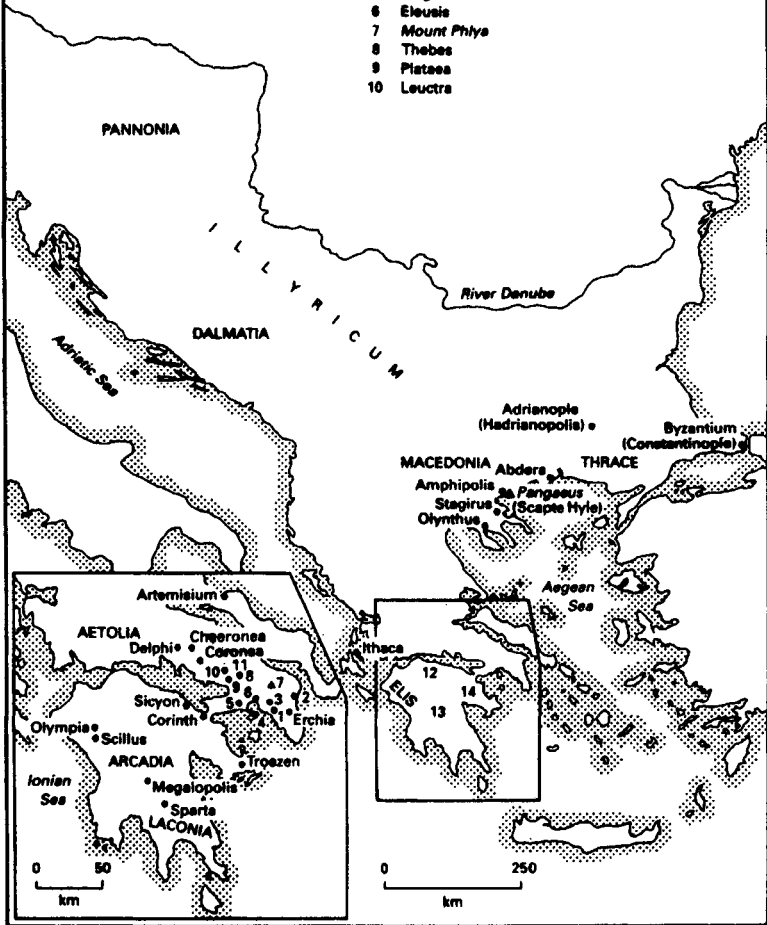 6 Eleusis
7 Mount Phlya
8 Thebes
9 Plataea
10 Leuctra
PANNONIA
ILLYRICUM
River Danube
DALMATIA
Adriatic Sea
Adrianople
(Hadrianopolis)
Byzantium
(Constantinople)
MACEDONIA
Abdera
THRACE
Amphipolis
Pangaeus
(Scapte Hyle)
Stagirus
Olynthus
Aegean
Sea
Ithaca
12
ELIS
14
13
Artemisium
AETOLIA
Delphi
Chaeronea
Coronea
11
10
8
9
7
6
2
5
3
Sicyon
Corinth
4
1
Erchia
Olympia
Scillus
Troezen
ARCADIA
Ionian
Sea
Megalopolis
Sparta
LACONIA
0 50
km
0 250
km